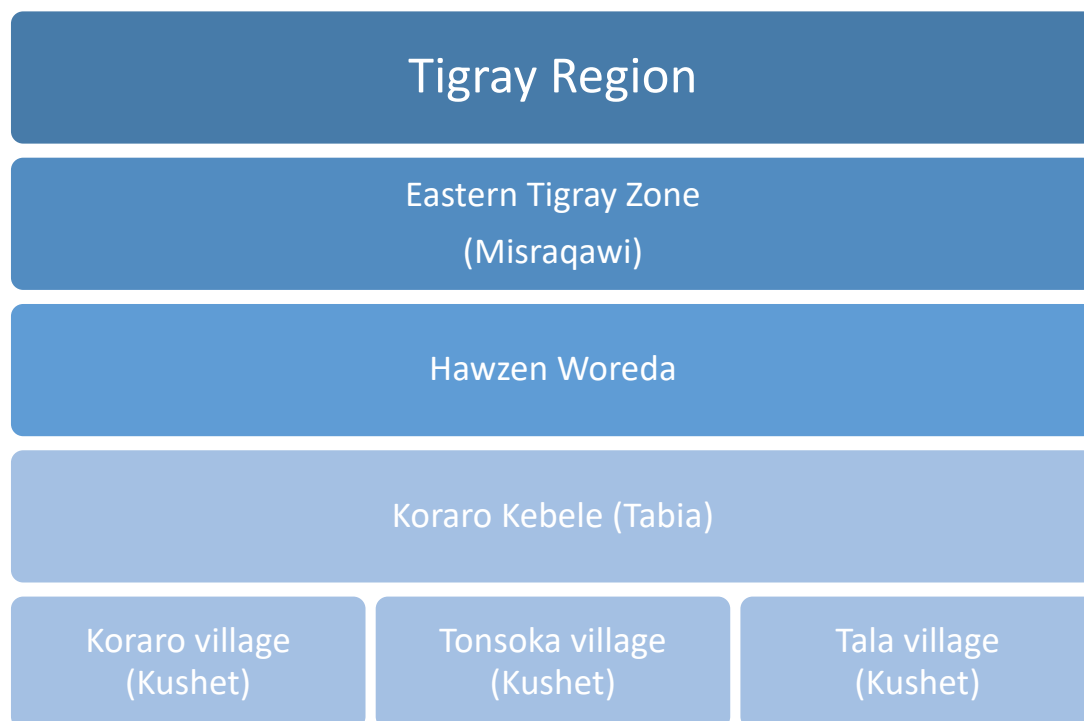 Tigray Region
Eastern Tigray Zone
(Misraqawi)
Hawzen Woreda
Koraro Kebele (Tabia)
Koraro village
(Kushet)
Tonsoka village
(Kushet)
Tala village
(Kushet)